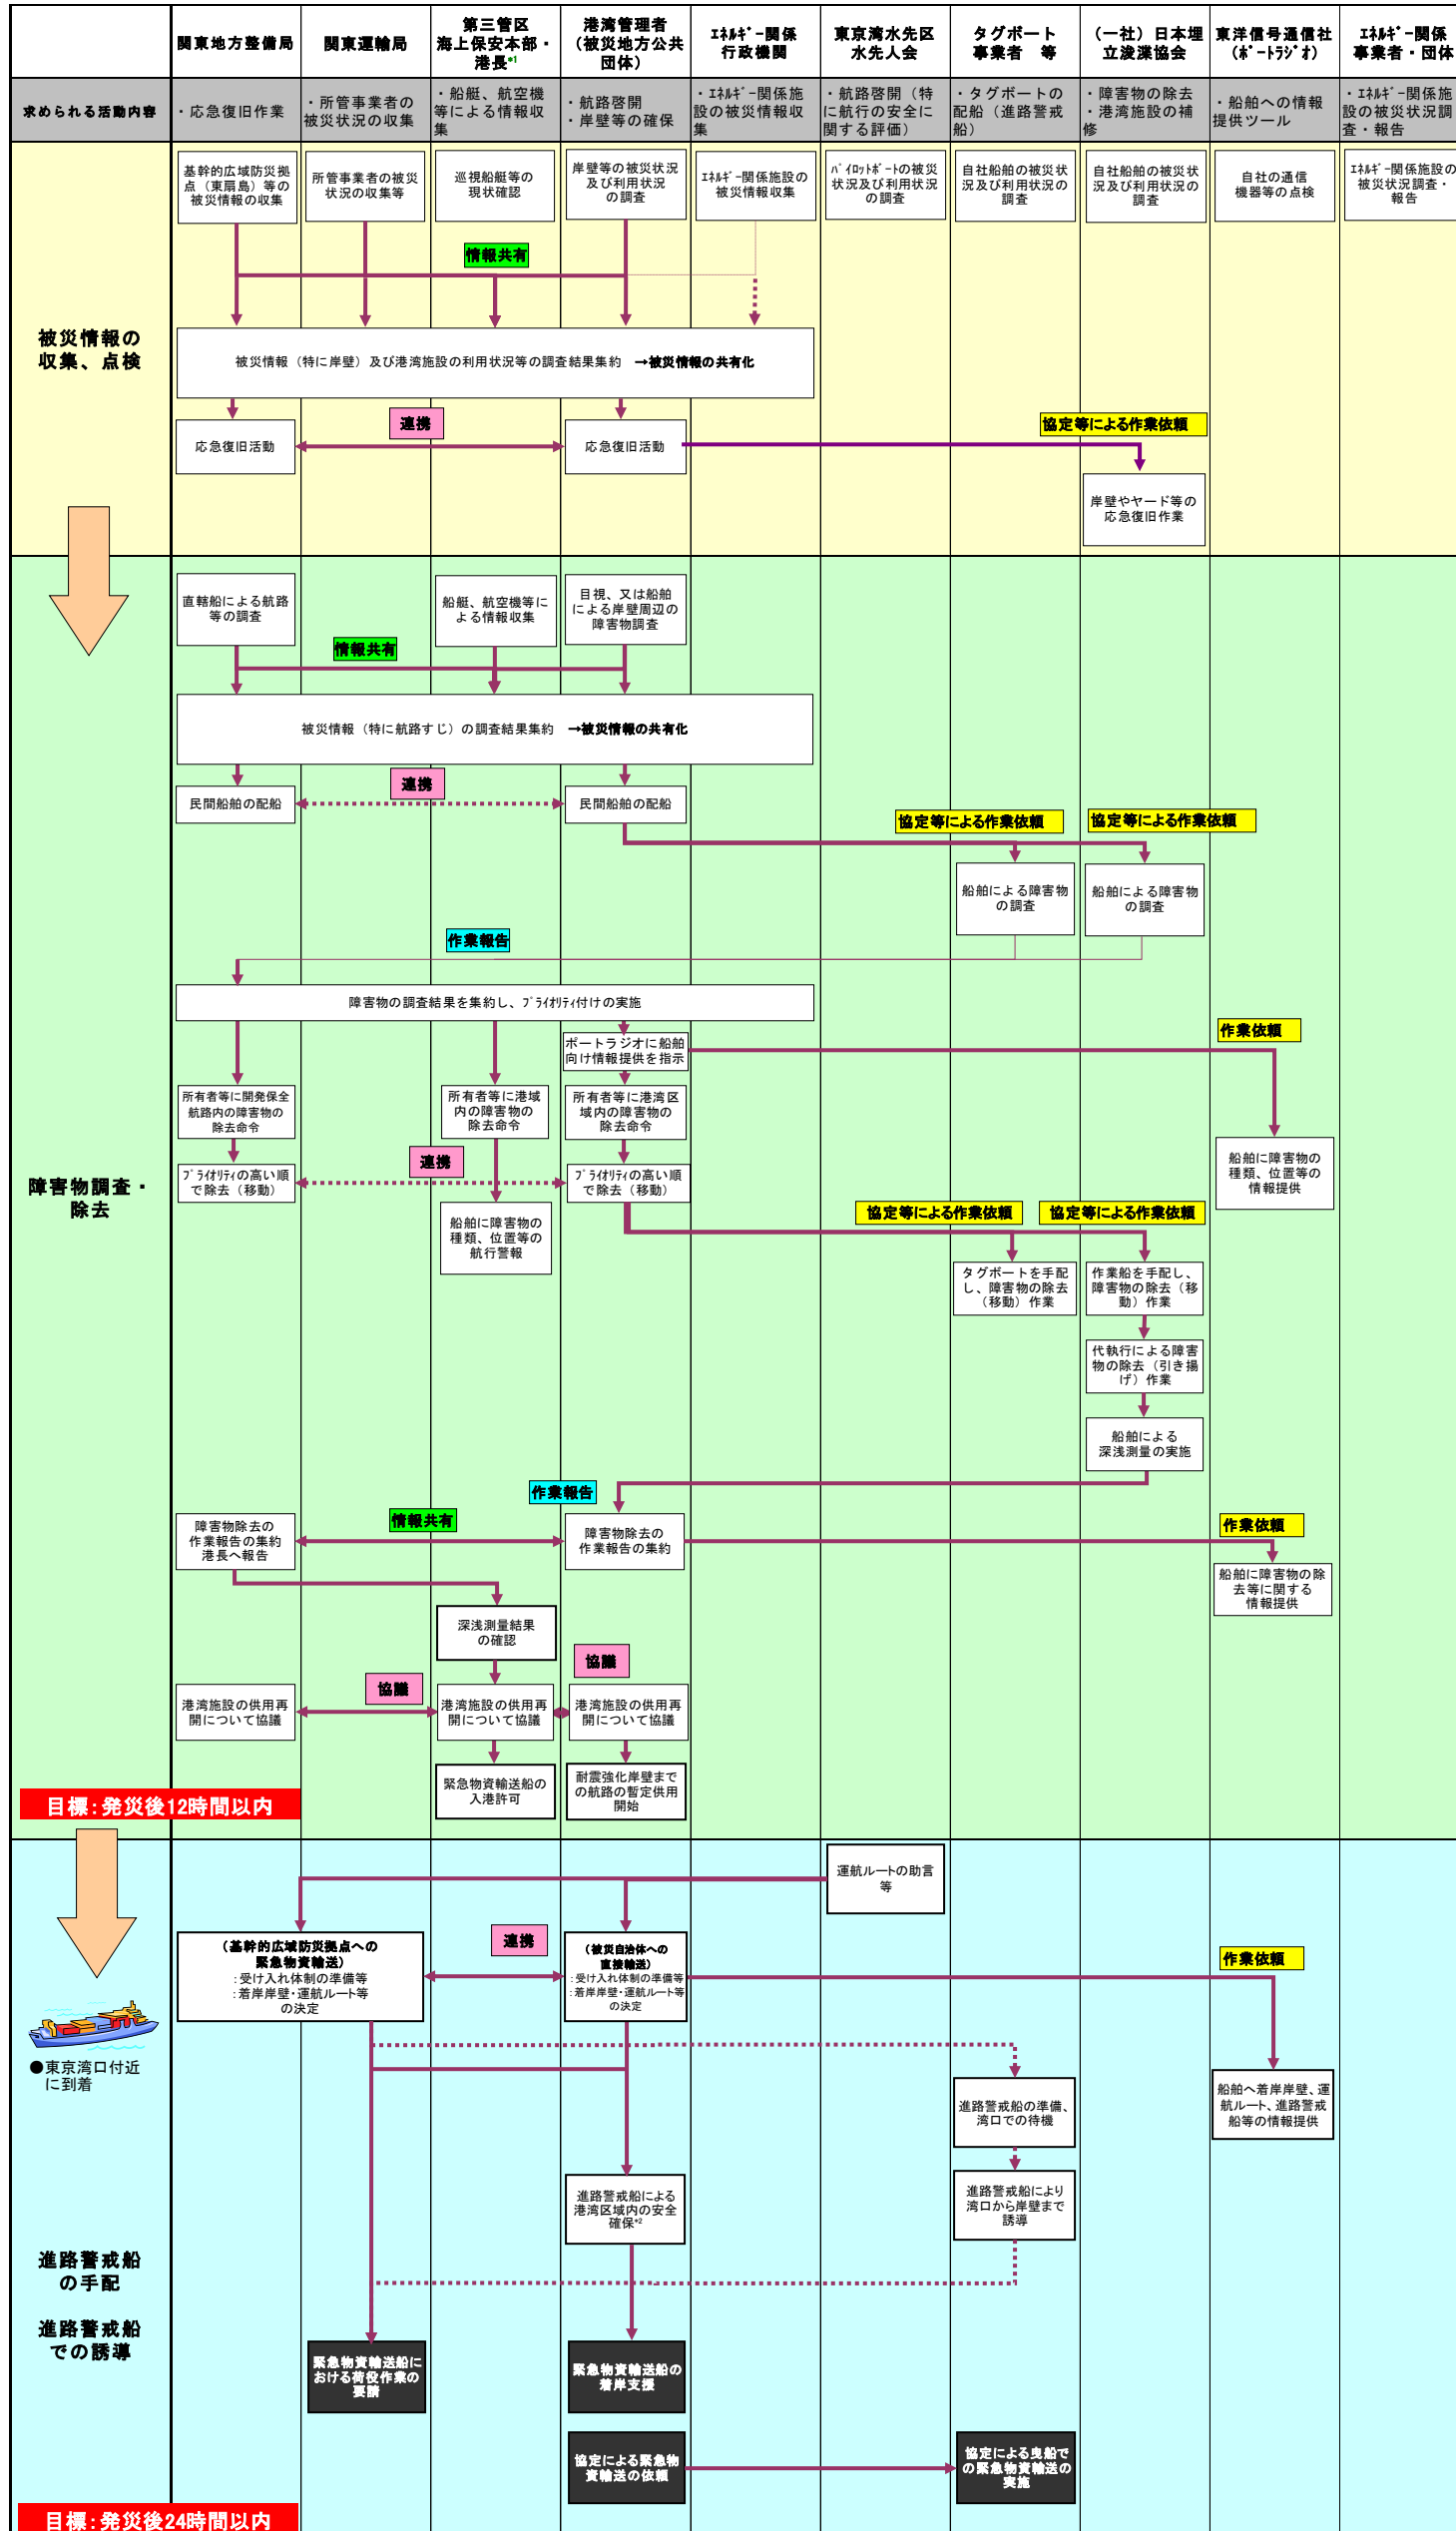 関東地方整備局
関東運輸局
第三管区
海上保安本部・
港長*1
港湾管理者
(被災地方公共
団体)
ｴﾈﾙｷﾞｰ関係
行政機関
東京湾水先区
水先人会
タグボート
事業者　等
(一社) 日本埋
立浚渫協会
東洋信号通信社
(ﾎﾟｰﾄﾗｼﾞｵ)
ｴﾈﾙｷﾞｰ関係
事業者・団体
求められる活動内容
・応急復旧作業
・所管事業者の
被災状況の収集
・船艇、航空機
等による情報収
集
・航路啓開
・岸壁等の確保
・ｴﾈﾙｷﾞｰ関係施
設の被災情報収
集
・航路啓開（特
に航行の安全に
関する評価）
・タグボートの
配船（進路警戒
船）
・障害物の除去
・港湾施設の補
修
・船舶への情報
提供ツール
・ｴﾈﾙｷﾞｰ関係施
設の被災状況調
査・報告
被災情報の
収集、点検
基幹的広域防災拠
点（東扇島）等の
被災情報の収集
所管事業者の被災
状況の収集等
巡視船艇等の
現状確認
岸壁等の被災状況
及び利用状況
の調査
ｴﾈﾙｷﾞｰ関係施設の
被災情報収集
ﾊﾟｲﾛｯﾄﾎﾞｰﾄの被災
状況及び利用状況
の調査
自社船舶の被災状
況及び利用状況の
調査
自社船舶の被災状
況及び利用状況の
調査
自社の通信
機器等の点検
ｴﾈﾙｷﾞｰ関係施設の
被災状況調査・
報告
情報共有
被災情報（特に岸壁）及び港湾施設の利用状況等の調査結果集約　→被災情報の共有化
応急復旧活動
連携
応急復旧活動
協定等による作業依頼
岸壁やヤード等の
応急復旧作業
障害物調査・
除去
直轄船による航路
等の調査
船艇、航空機等に
よる情報収集
目視、又は船舶
による岸壁周辺の
障害物調査
情報共有
被災情報（特に航路すじ）の調査結果集約　→被災情報の共有化
民間船舶の配船
連携
民間船舶の配船
協定等による作業依頼
協定等による作業依頼
船舶による障害物
の調査
船舶による障害物
の調査
作業報告
障害物の調査結果を集約し、ﾌﾟﾗｲｵﾘﾃｨ付けの実施
ポートラジオに船舶
向け情報提供を指示
作業依頼
所有者等に開発保全
航路内の障害物の
除去命令
所有者等に港域
内の障害物の
除去命令
所有者等に港湾区
域内の障害物の
除去命令
船舶に障害物の
種類、位置等の
情報提供
ﾌﾟﾗｲｵﾘﾃｨの高い順
で除去（移動）
連携
ﾌﾟﾗｲｵﾘﾃｨの高い順
で除去（移動）
船舶に障害物の
種類、位置等の
航行警報
協定等による作業依頼
協定等による作業依頼
タグボートを手配
し、障害物の除去
（移動）作業
作業船を手配し、
障害物の除去（移
動）作業
代執行による障害
物の除去（引き揚
げ）作業
船舶による
深浅測量の実施
作業報告
障害物除去の
作業報告の集約
港長へ報告
情報共有
障害物除去の
作業報告の集約
作業依頼
船舶に障害物の除
去等に関する
情報提供
深浅測量結果
の確認
協議
協議
港湾施設の供用再
開について協議
港湾施設の供用再
開について協議
港湾施設の供用再
開について協議
緊急物資輸送船の
入港許可
耐震強化岸壁まで
の航路の暫定供用
開始
目標：発災後12時間以内
運航ルートの助言
等
（基幹的広域防災拠点への
緊急物資輸送）
：受け入れ体制の準備等
：着岸岸壁・運航ルート等
の決定
連携
（被災自治体への
直接輸送）
：受け入れ体制の準備等
：着岸岸壁・運航ルート等
の決定
作業依頼
●東京湾口付近
に到着
進路警戒船の準備、
湾口での待機
船舶へ着岸岸壁、運
航ルート、進路警戒
船等の情報提供
進路警戒船による
港湾区域内の安全
確保*2
進路警戒船により
湾口から岸壁まで
誘導
進路警戒船
の手配
進路警戒船
での誘導
緊急物資輸送船に
おける荷役作業の
要請
緊急物資輸送船の
着岸支援
協定による緊急物
資輸送の依頼
協定による曳船で
の緊急物資輸送の
実施
目標：発災後24時間以内